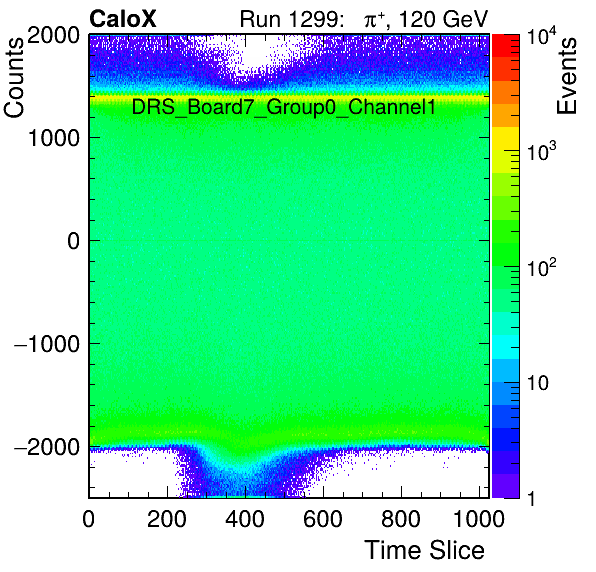 CaloX Run 1299: π⁺, 120 GeV
Counts
Events
DRS_Board7_Group0_Channel1
2000
1000
0
−1000
−2000
0 200 400 600 800 1000
Time Slice
10⁴
10³
10²
10
1